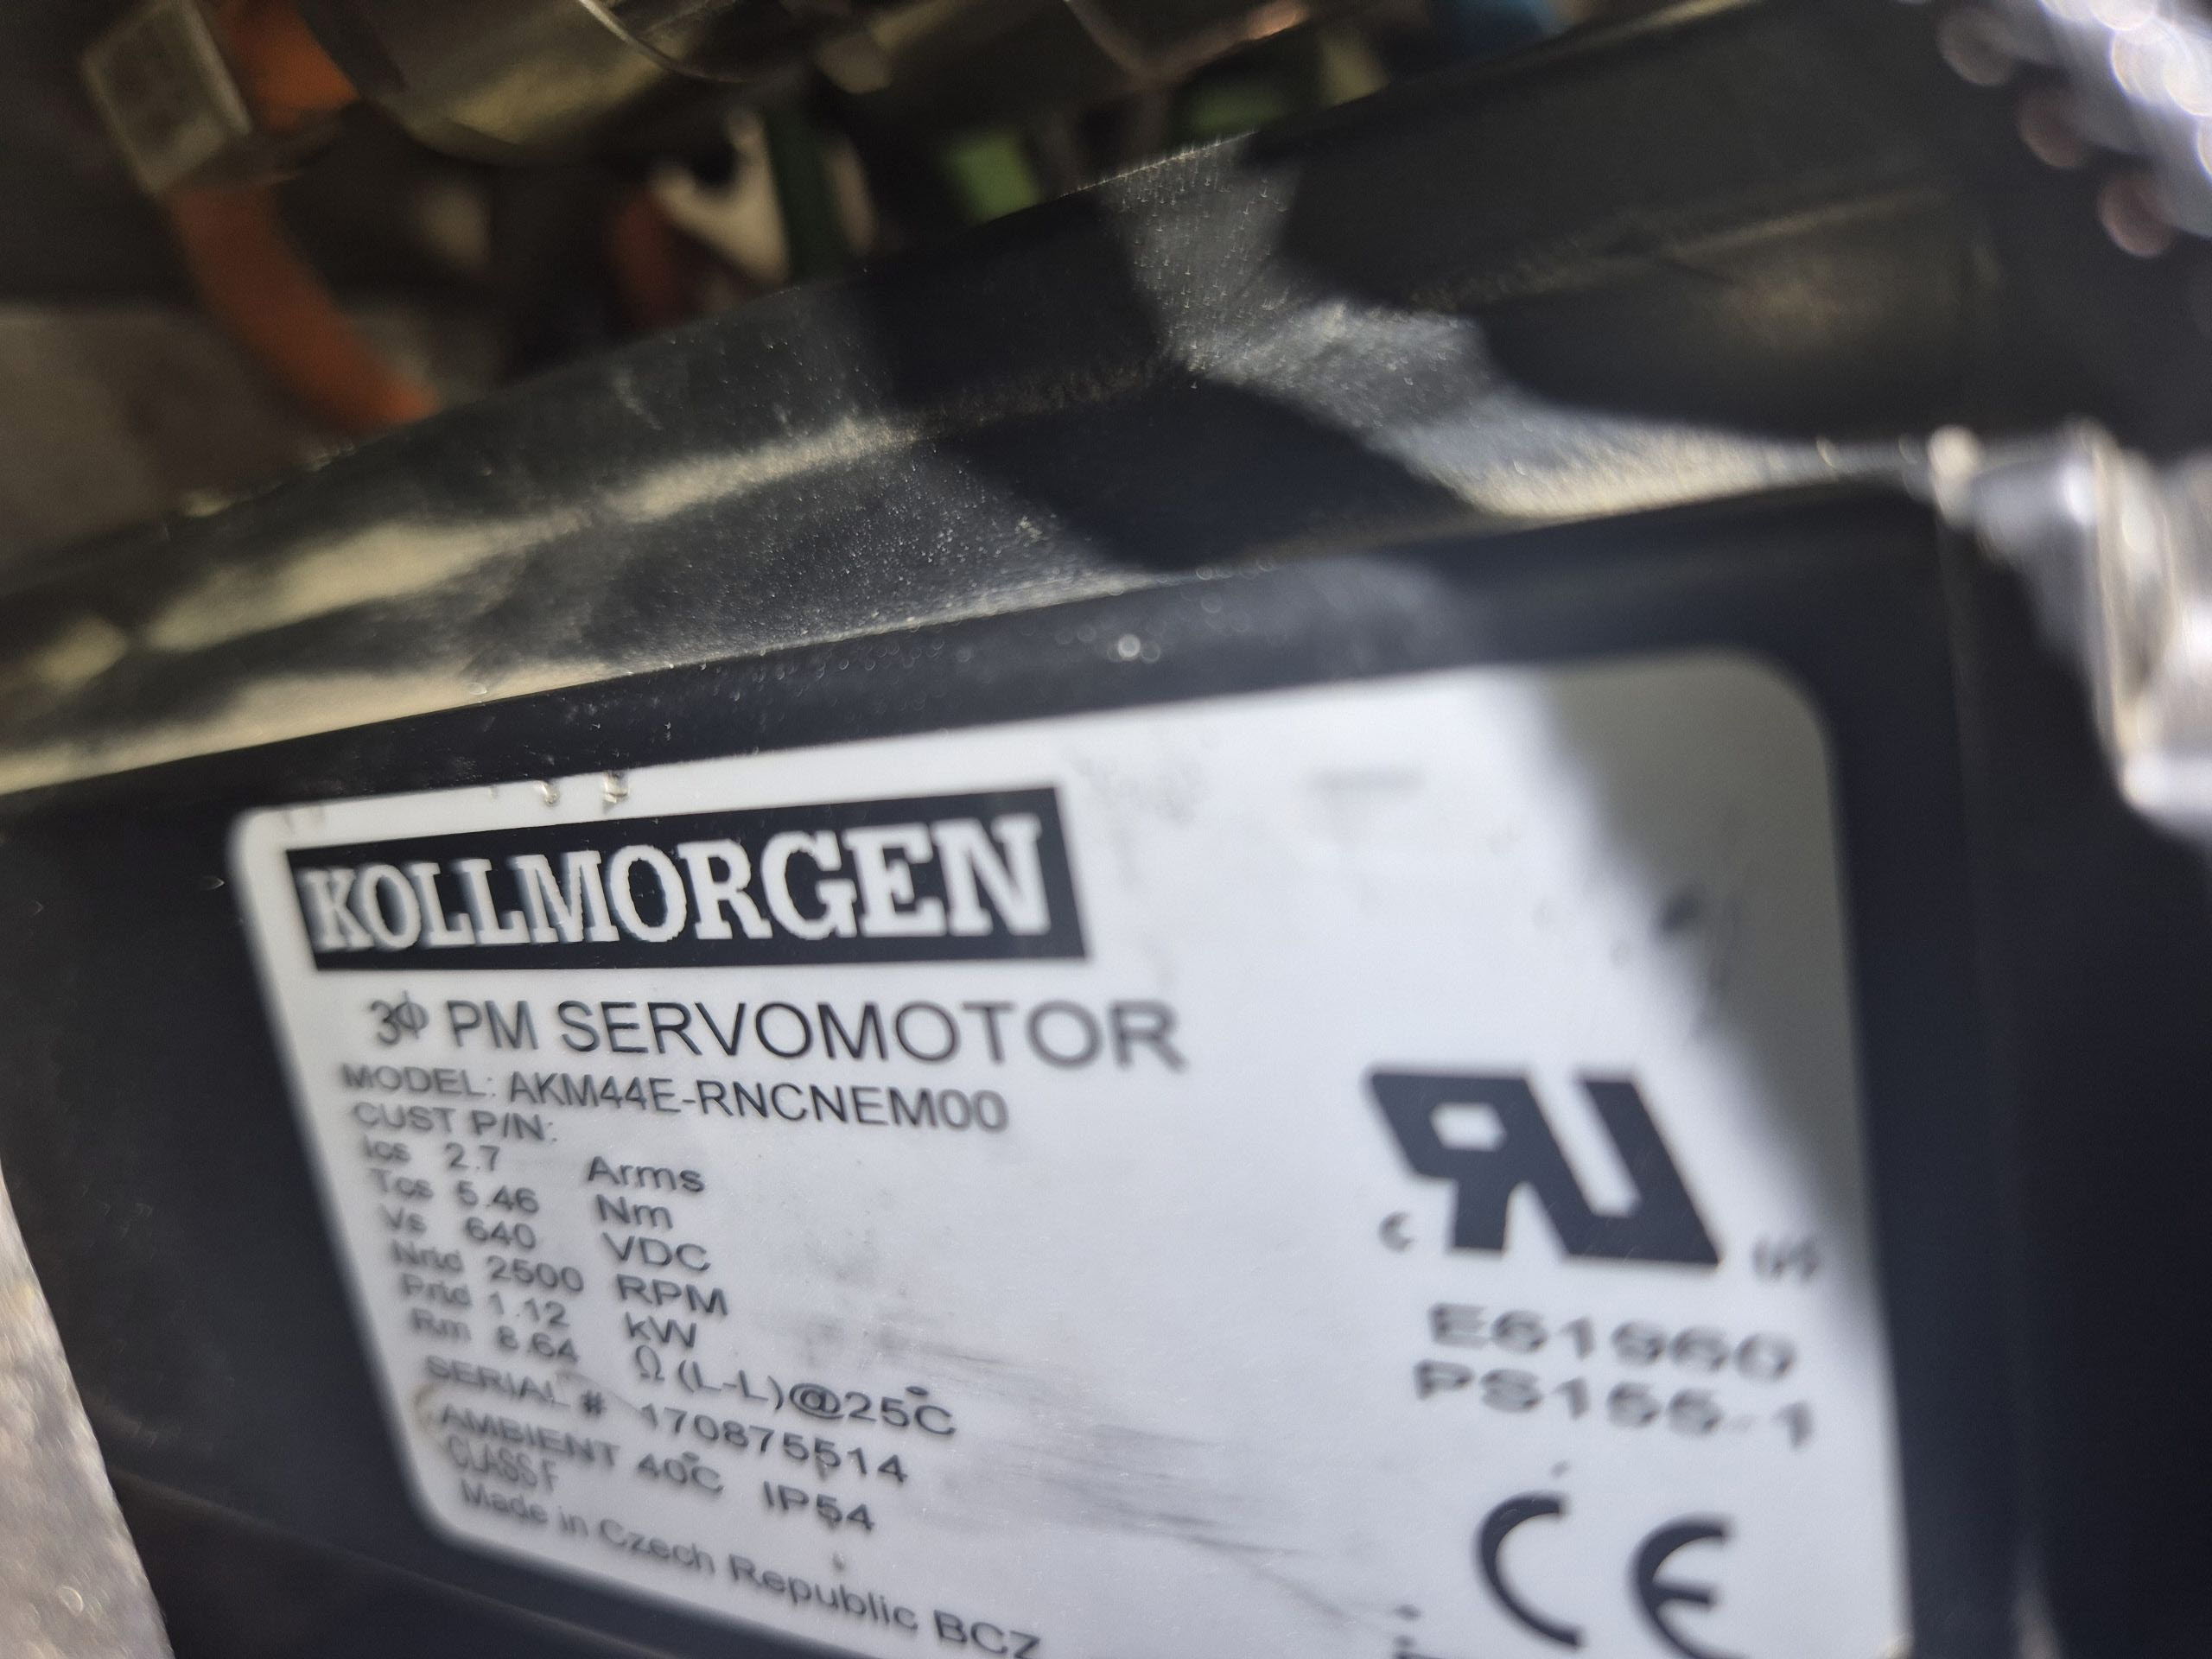 KOLLMORGEN
3Φ PM SERVOMOTOR
MODEL: AKM44E-RNCNEM00
CUST P/N:
Ics 2.7 Arms
Tcs 5.46 Nm
Vs 640 VDC
Nrtd 2500 RPM
Prtd 1.12 kW
Rm 8.64 Ω (L-L)@25°C
SERIAL # 170875514
AMBIENT 40°C IP54
CLASS F
Made in Czech Republic BCZ
c RU US
E61960
PS155-1
CE